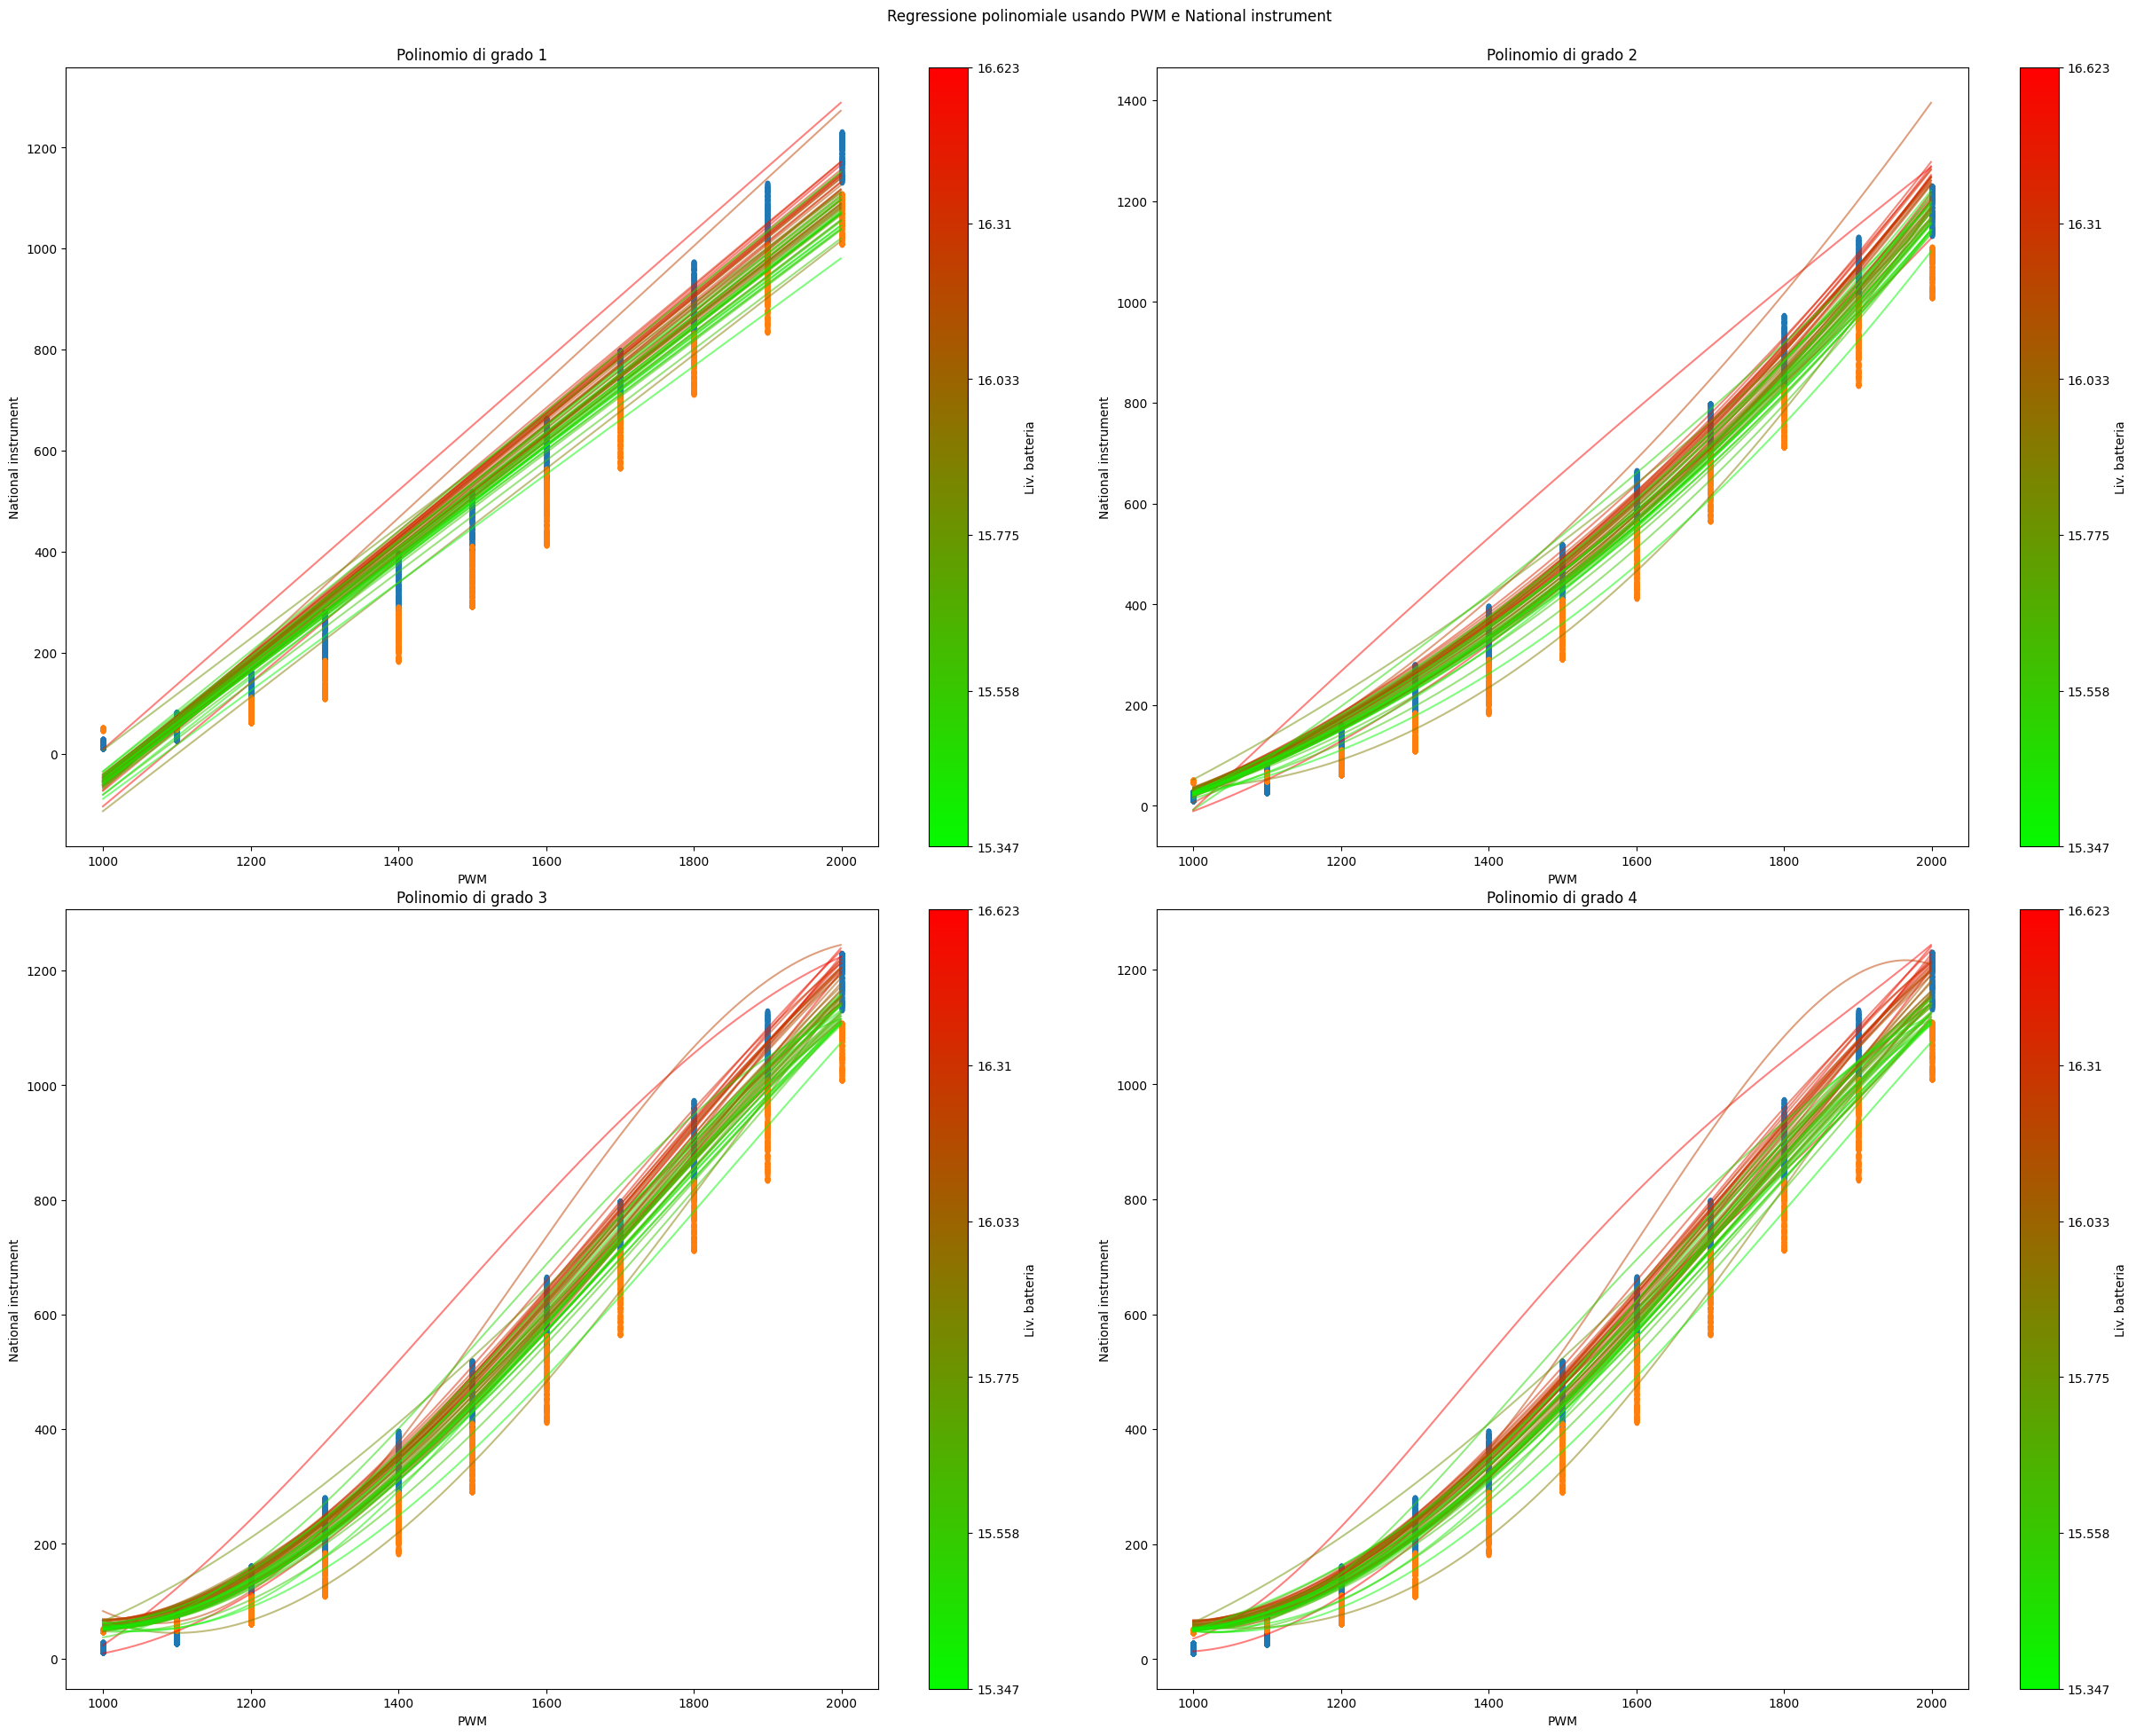 Regressione polinomiale usando PWM e National instrument
Polinomio di grado 1
National instrument
1200
1000
800
600
400
200
0
1000 1200 1400 1600 1800 2000
PWM
16.623
16.31
16.033
15.775
15.558
15.347
Liv. batteria
Polinomio di grado 2
National instrument
1400
1200
1000
800
600
400
200
0
1000 1200 1400 1600 1800 2000
PWM
16.623
16.31
16.033
15.775
15.558
15.347
Liv. batteria
Polinomio di grado 3
National instrument
1200
1000
800
600
400
200
0
1000 1200 1400 1600 1800 2000
PWM
16.623
16.31
16.033
15.775
15.558
15.347
Liv. batteria
Polinomio di grado 4
National instrument
1200
1000
800
600
400
200
0
1000 1200 1400 1600 1800 2000
PWM
16.623
16.31
16.033
15.775
15.558
15.347
Liv. batteria